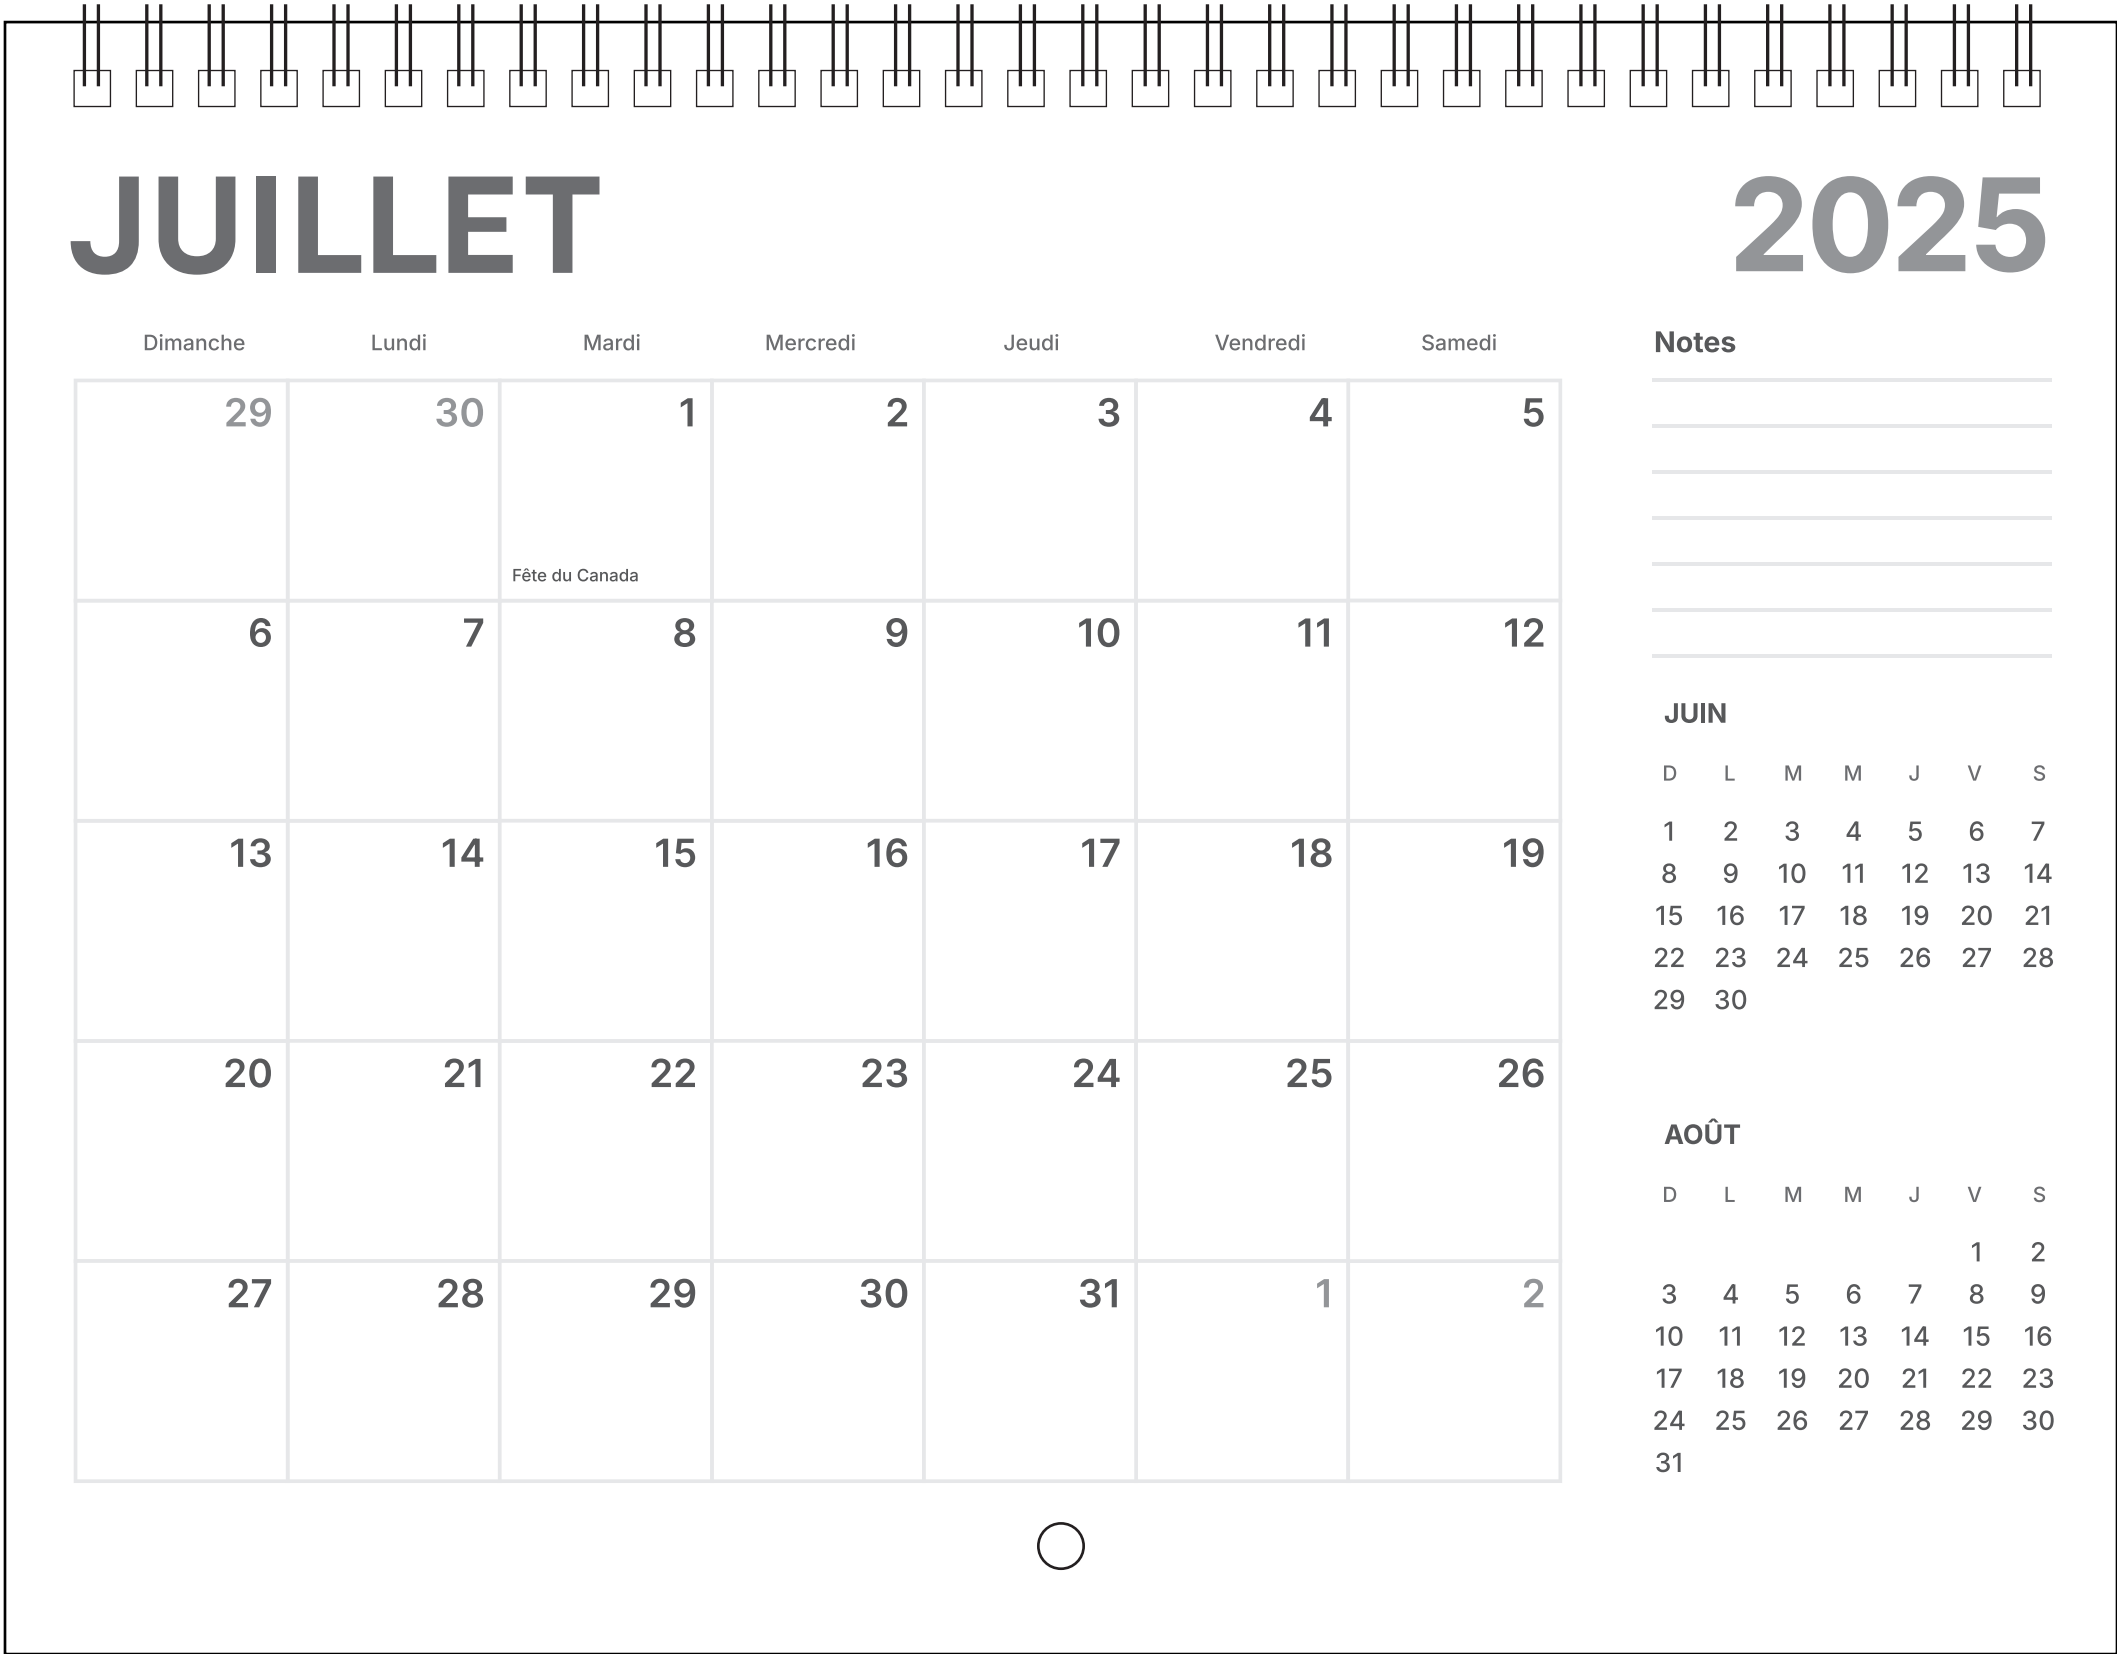 JUILLET 2025
Dimanche Lundi Mardi Mercredi Jeudi Vendredi Samedi
29 30 1 2 3 4 5
Fête du Canada
6 7 8 9 10 11 12
13 14 15 16 17 18 19
20 21 22 23 24 25 26
27 28 29 30 31 1 2
Notes
JUIN
D L M M J V S
1 2 3 4 5 6 7
8 9 10 11 12 13 14
15 16 17 18 19 20 21
22 23 24 25 26 27 28
29 30
AOÛT
D L M M J V S
1 2
3 4 5 6 7 8 9
10 11 12 13 14 15 16
17 18 19 20 21 22 23
24 25 26 27 28 29 30
31